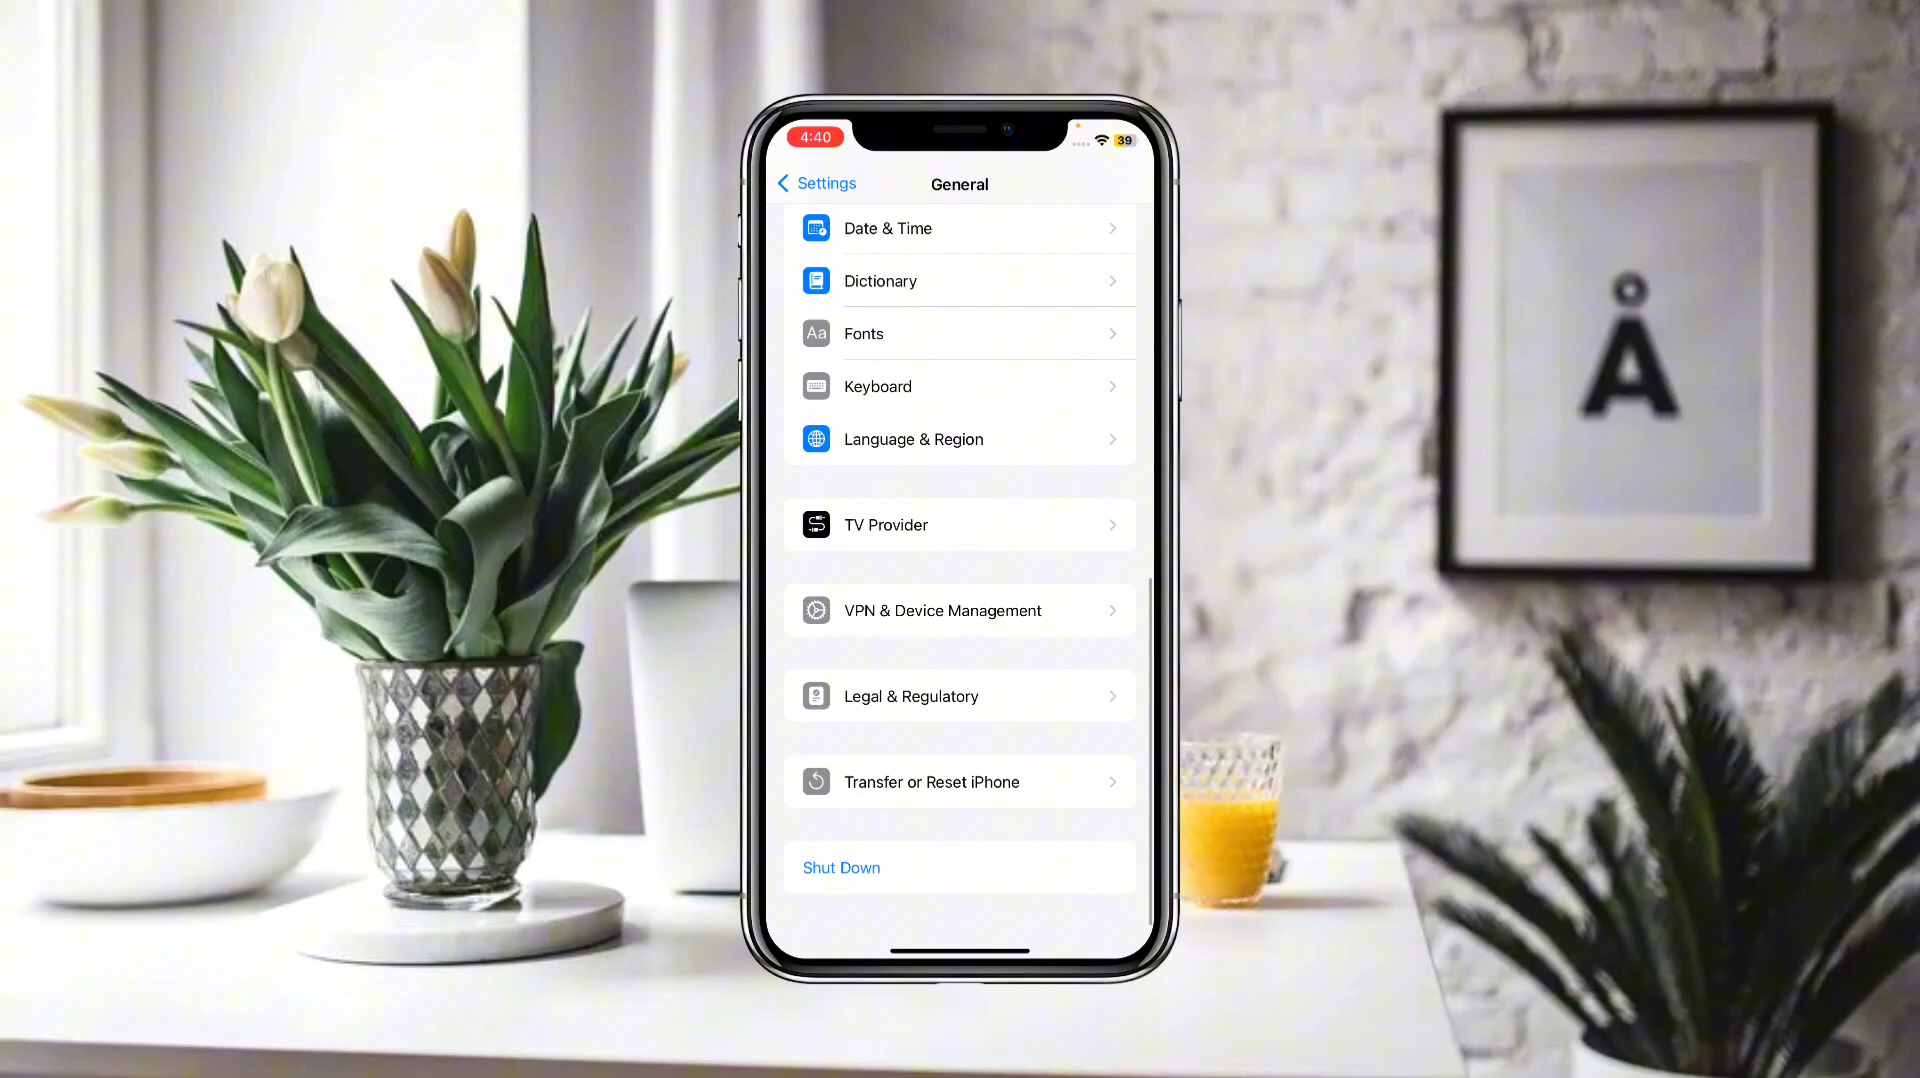 4:40
39
Settings
General
Date & Time
Dictionary
Aa
Fonts
Keyboard
Language & Region
TV Provider
VPN & Device Management
Legal & Regulatory
Transfer or Reset iPhone
Shut Down
Å